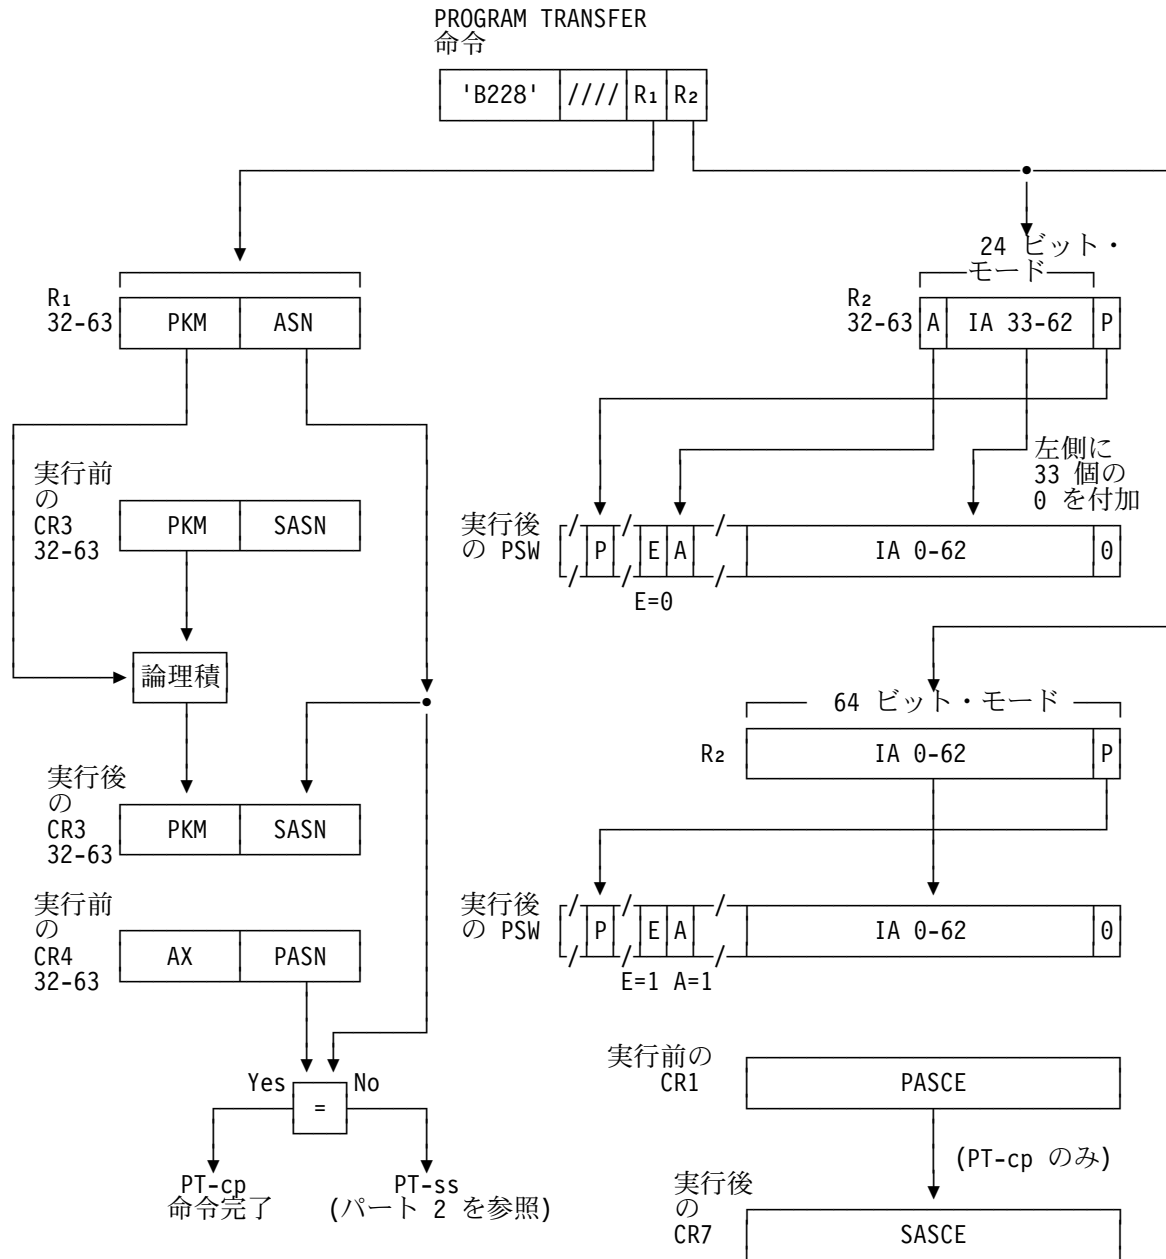 PROGRAM TRANSFER
命令
'B228' //// R₁ R₂
24 ビット・
モード
R₁
32-63 PKM ASN
R₂
32-63 A IA 33-62 P
左側に
33 個の
0 を付加
実行前
の
CR3
32-63 PKM SASN
実行後
の PSW P E A IA 0-62 0
E=0
論理積
64 ビット・モード
R₂ IA 0-62 P
実行後
の
CR3
32-63 PKM SASN
実行後
の PSW P E A IA 0-62 0
E=1 A=1
実行前
の
CR4
32-63 AX PASN
Yes = No
PT-cp
命令完了
PT-ss
(パート 2 を参照)
実行前の
CR1 PASCE
(PT-cp のみ)
実行後
の
CR7 SASCE